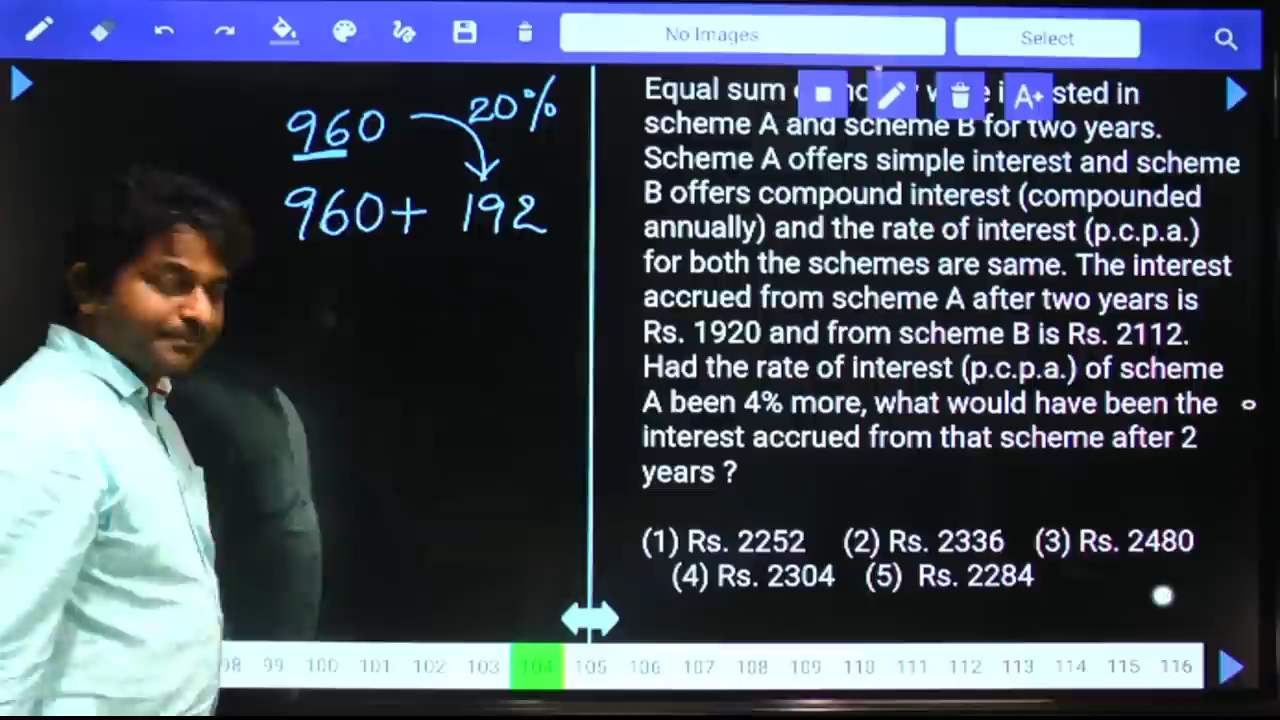 No Images
Select
A+
960 20%
960+ 192
Equal sum sted in
scheme A and scheme B for two years.
Scheme A offers simple interest and scheme
B offers compound interest (compounded
annually) and the rate of interest (p.c.p.a.)
for both the schemes are same. The interest
accrued from scheme A after two years is
Rs. 1920 and from scheme B is Rs. 2112.
Had the rate of interest (p.c.p.a.) of scheme
A been 4% more, what would have been the
interest accrued from that scheme after 2
years ?
(1) Rs. 2252 (2) Rs. 2336 (3) Rs. 2480
(4) Rs. 2304 (5) Rs. 2284
98 99 100 101 102 103 104 105 106 107 108 109 110 111 112 113 114 115 116